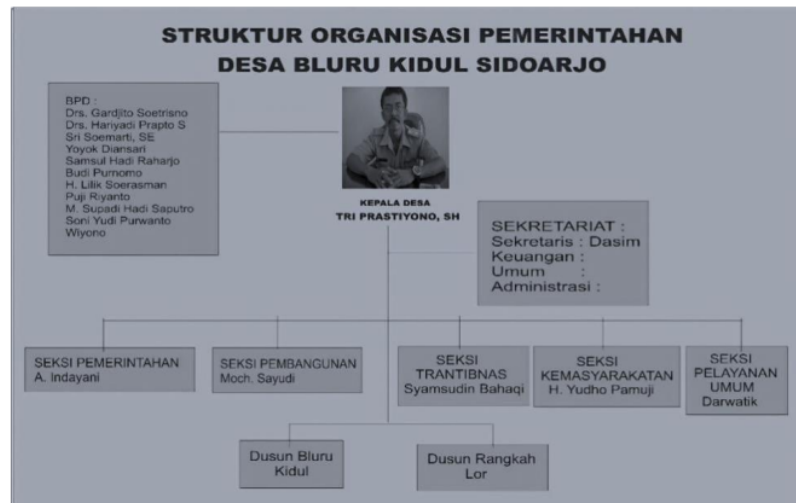 STRUKTUR ORGANISASI PEMERINTAHAN
DESA BLURU KIDUL SIDOARJO
BPD :
Drs. Gardjito Soetrisno
Drs. Hariyadi Prapto S
Sri Soemarti, SE
Yoyok Diansari
Samsul Hadi Raharjo
Budi Purnomo
H. Lilik Soerasman
Puji Riyanto
M. Supadi Hadi Saputro
Soni Yudi Purwanto
Wiyono
KEPALA DESA
TRI PRASTIYONO, SH
SEKRETARIAT :
Sekretaris : Dasim
Keuangan :
Umum :
Administrasi :
SEKSI PEMERINTAHAN
A. Indayani
SEKSI PEMBANGUNAN
Moch. Sayudi
SEKSI
TRANTIBNAS
Syamsudin Bahaqi
SEKSI
KEMASYARAKATAN
H. Yudho Pamuji
SEKSI
PELAYANAN
UMUM
Darwatik
Dusun Bluru
Kidul
Dusun Rangkah
Lor